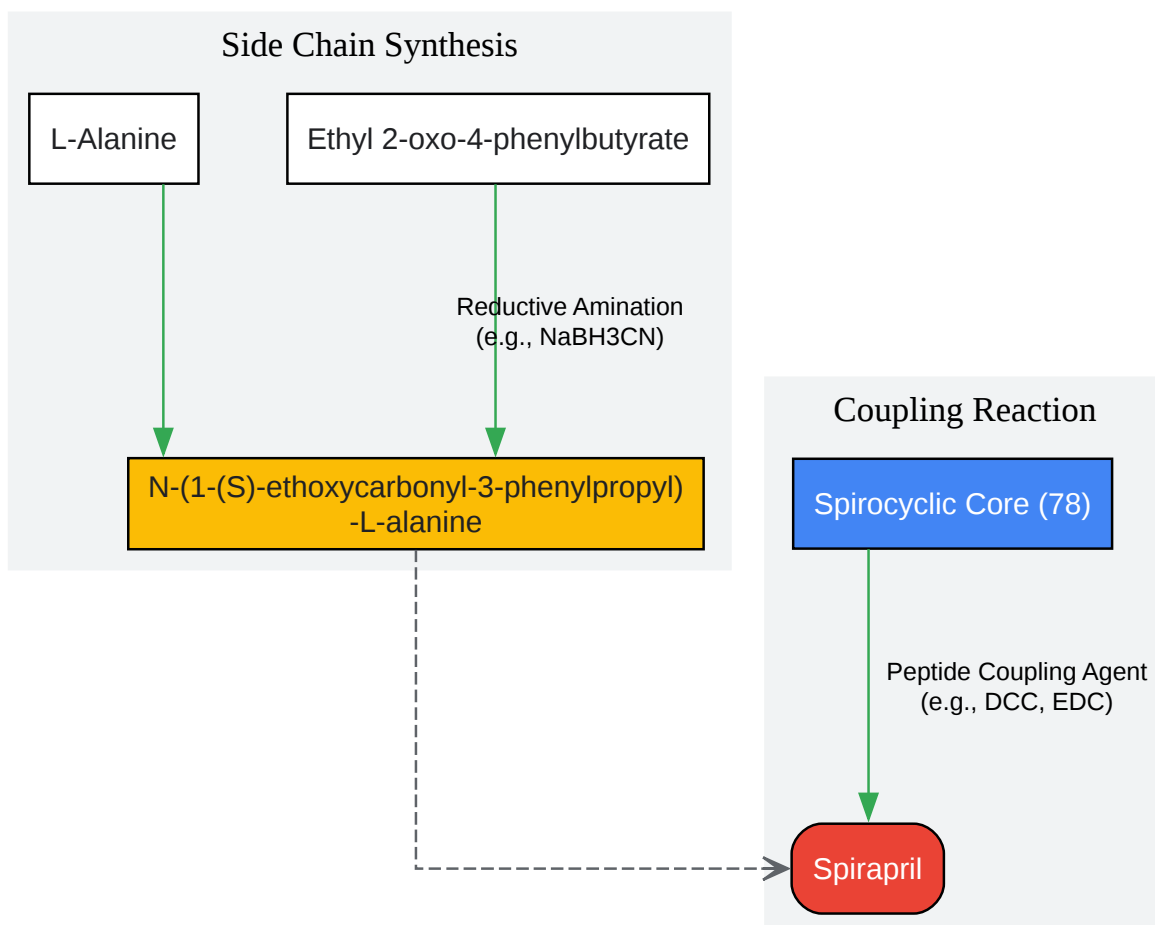 Side Chain Synthesis
L-Alanine
Ethyl 2-oxo-4-phenylbutyrate
Reductive Amination
(e.g., NaBH3CN)
N-(1-(S)-ethoxycarbonyl-3-phenylpropyl)
-L-alanine
Coupling Reaction
Spirocyclic Core (78)
Peptide Coupling Agent
(e.g., DCC, EDC)
Spirapril